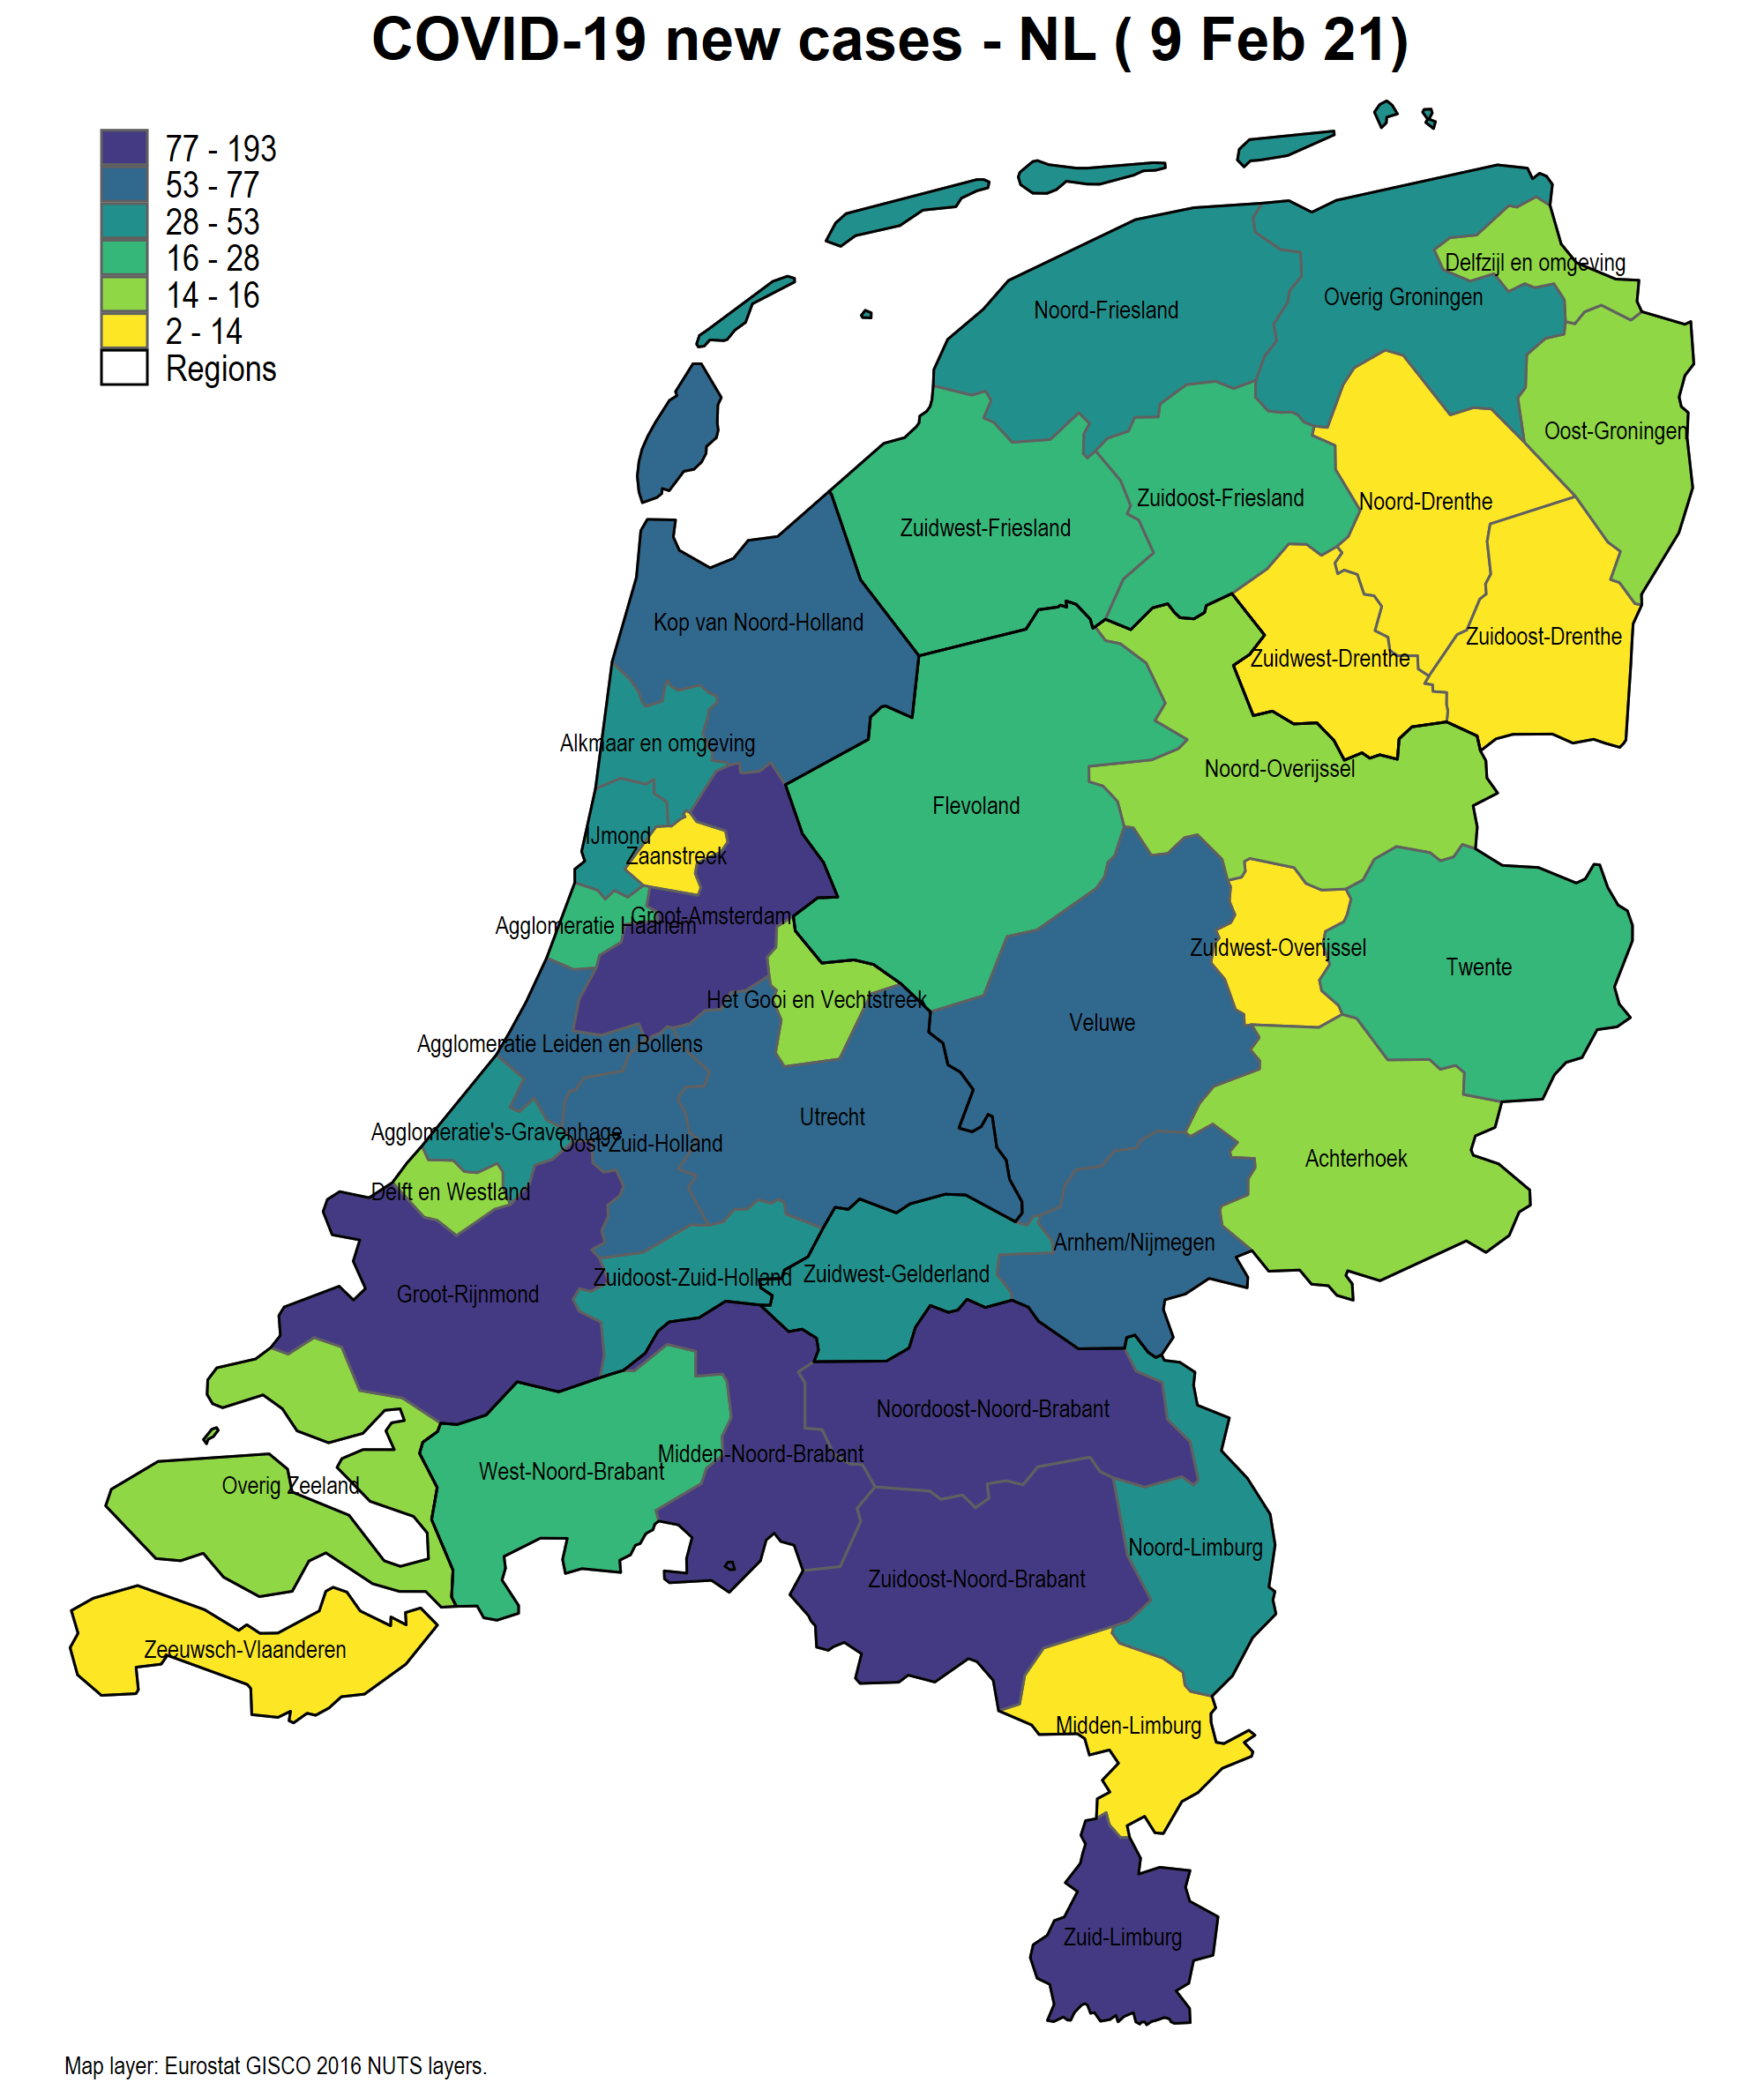 COVID-19 new cases - NL ( 9 Feb 21)
77 - 193
53 - 77
28 - 53
16 - 28
14 - 16
2 - 14
Regions
Delfzijl en omgeving
Overig Groningen
Noord-Friesland
Oost-Groningen
Zuidoost-Friesland
Noord-Drenthe
Zuidwest-Friesland
Kop van Noord-Holland
Zuidoost-Drenthe
Zuidwest-Drenthe
Alkmaar en omgeving
Noord-Overijssel
Flevoland
IJmond
Zaanstreek
Groot-Amsterdam
Agglomeratie Haarlem
Zuidwest-Overijssel
Twente
Het Gooi en Vechtstreek
Veluwe
Agglomeratie Leiden en Bollens
Utrecht
Agglomeratie's-Gravenhage
Oost-Zuid-Holland
Achterhoek
Delft en Westland
Arnhem/Nijmegen
Zuidwest-Gelderland
Zuidoost-Zuid-Holland
Groot-Rijnmond
Noordoost-Noord-Brabant
Midden-Noord-Brabant
West-Noord-Brabant
Overig Zeeland
Noord-Limburg
Zuidoost-Noord-Brabant
Zeeuwsch-Vlaanderen
Midden-Limburg
Zuid-Limburg
Map layer: Eurostat GISCO 2016 NUTS layers.